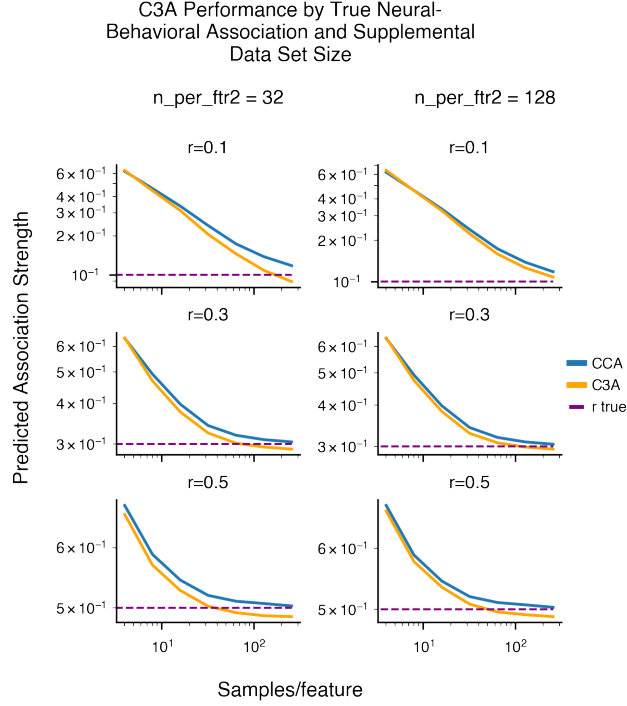 C3A Performance by True Neural-
Behavioral Association and Supplemental
Data Set Size
n_per_ftr2 = 32
n_per_ftr2 = 128
r=0.1
6 × 10⁻¹
4 × 10⁻¹
3 × 10⁻¹
2 × 10⁻¹
10⁻¹
r=0.1
6 × 10⁻¹
4 × 10⁻¹
3 × 10⁻¹
2 × 10⁻¹
10⁻¹
r=0.3
6 × 10⁻¹
5 × 10⁻¹
4 × 10⁻¹
3 × 10⁻¹
r=0.3
6 × 10⁻¹
5 × 10⁻¹
4 × 10⁻¹
3 × 10⁻¹
r=0.5
6 × 10⁻¹
5 × 10⁻¹
10¹
10²
r=0.5
6 × 10⁻¹
5 × 10⁻¹
10¹
10²
Predicted Association Strength
Samples/feature
CCA
C3A
r true